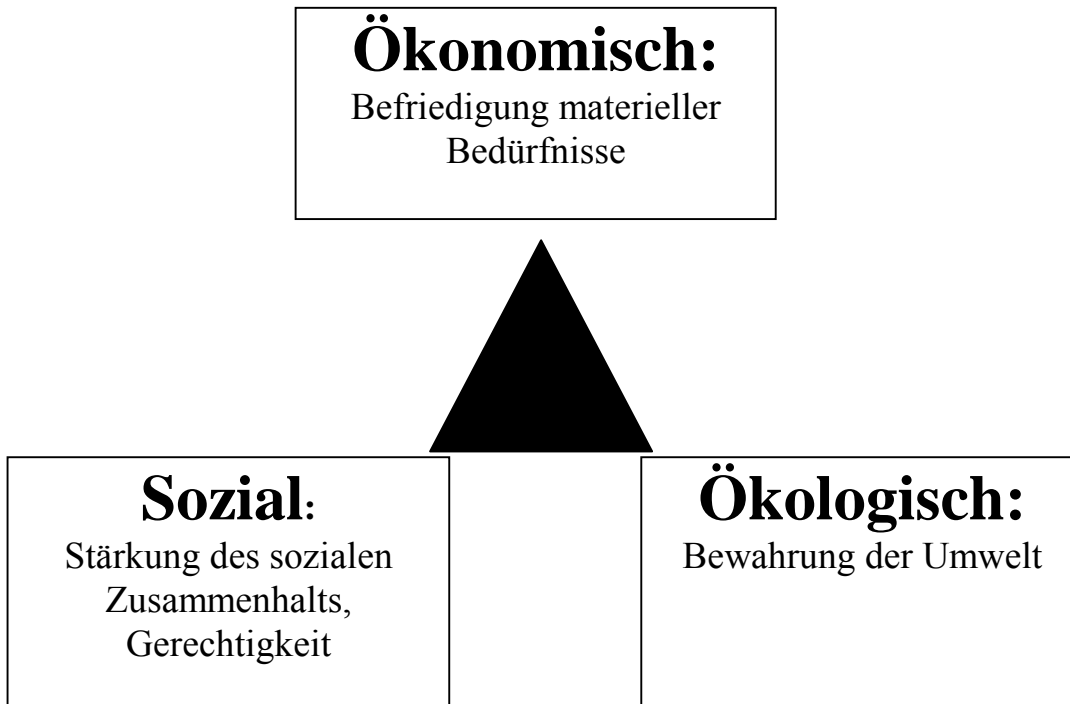 Ökonomisch:
Befriedigung materieller
Bedürfnisse
Sozial:
Stärkung des sozialen
Zusammenhalts,
Gerechtigkeit
Ökologisch:
Bewahrung der Umwelt